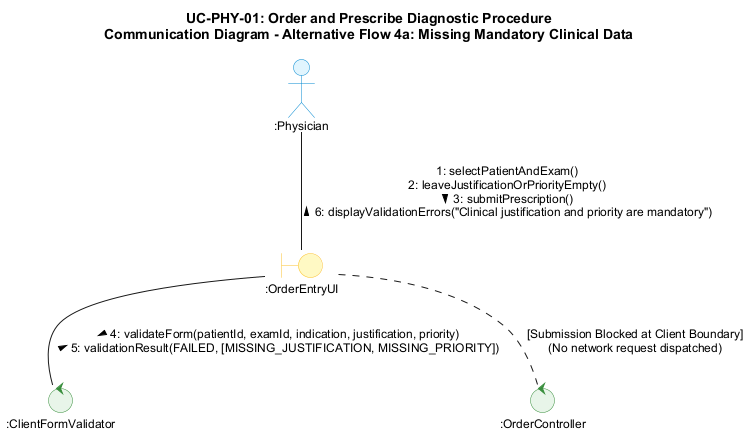 UC-PHY-01: Order and Prescribe Diagnostic Procedure
Communication Diagram - Alternative Flow 4a: Missing Mandatory Clinical Data
:Physician
1: selectPatientAndExam()
2: leaveJustificationOrPriorityEmpty()
3: submitPrescription()
6: displayValidationErrors("Clinical justification and priority are mandatory")
:OrderEntryUI
4: validateForm(patientId, examId, indication, justification, priority)
5: validationResult(FAILED, [MISSING_JUSTIFICATION, MISSING_PRIORITY])
[Submission Blocked at Client Boundary]
(No network request dispatched)
:ClientFormValidator
:OrderController